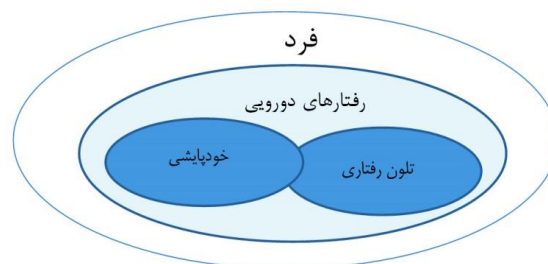 فرد
رفتارهای دورویی
خودپایشی
تلون رفتاری